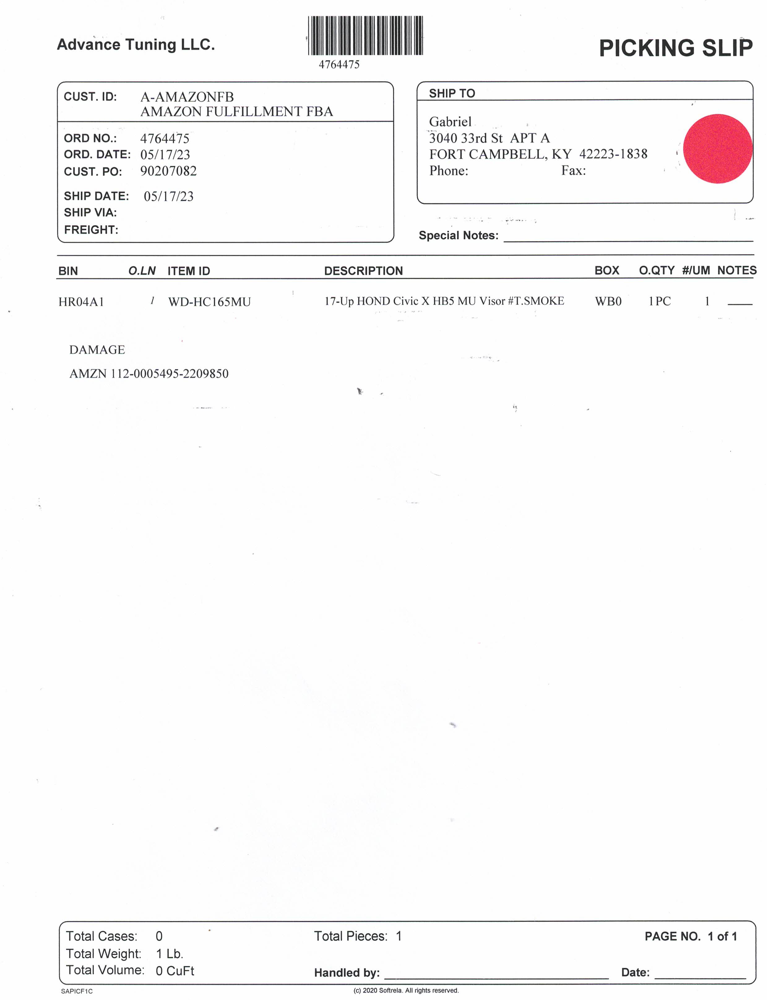 Advance Tuning LLC.
4764475
PICKING SLIP
CUST. ID: A-AMAZONFB
AMAZON FULFILLMENT FBA
ORD NO.: 4764475
ORD. DATE: 05/17/23
CUST. PO: 90207082
SHIP DATE: 05/17/23
SHIP VIA:
FREIGHT:
SHIP TO
Gabriel
3040 33rd St APT A
FORT CAMPBELL, KY 42223-1838
Phone: Fax:
Special Notes:
BIN O.LN ITEM ID DESCRIPTION BOX O.QTY #/UM NOTES
HR04A1 1 WD-HC165MU 17-Up HOND Civic X HB5 MU Visor #T.SMOKE WB0 1PC 1
DAMAGE
AMZN 112-0005495-2209850
Total Cases: 0 Total Pieces: 1 PAGE NO. 1 of 1
Total Weight: 1 Lb.
Total Volume: 0 CuFt Handled by: Date:
SAPICF1C (c) 2020 Softrela. All rights reserved.